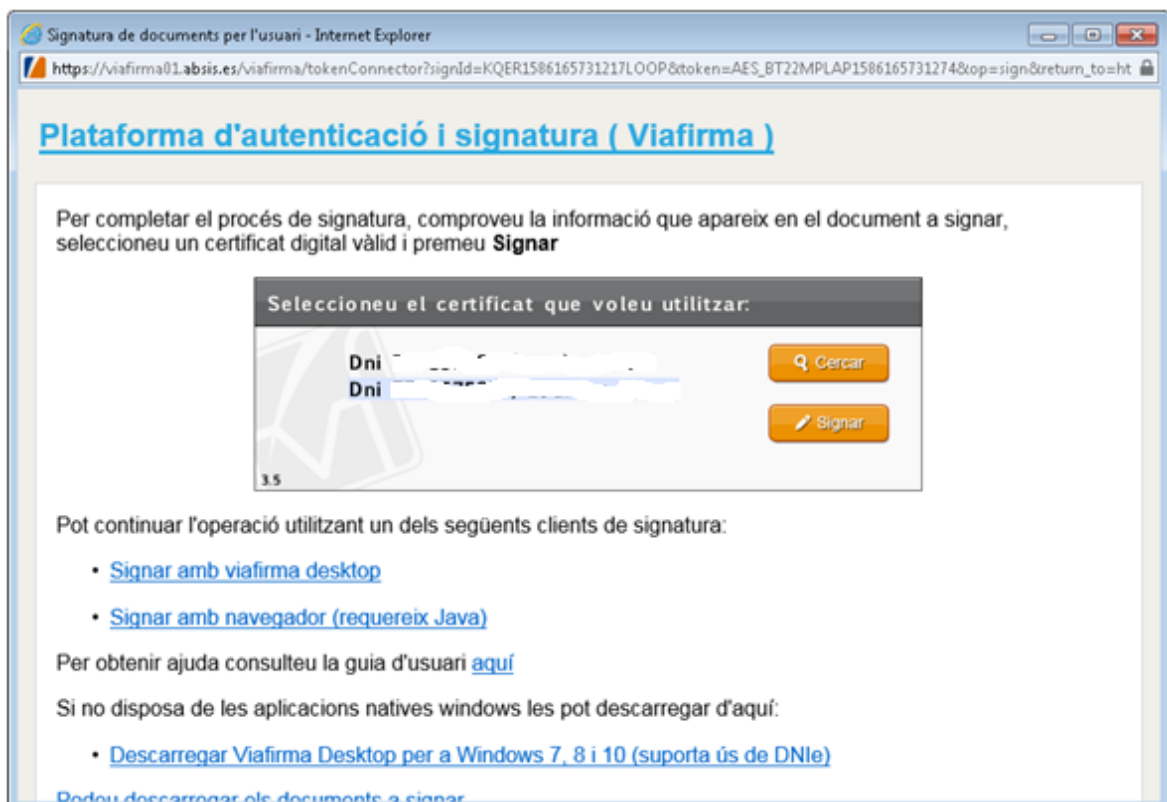 Signatura de documents per l'usuari - Internet Explorer
https://viafirma01.absis.es/viafirma/tokenConnector?signId=KQER1586165731217LOOP&token=AES_BT22MPLAP1586165731274&op=sign&return_to=ht
Plataforma d'autenticació i signatura ( Viafirma )
Per completar el procés de signatura, comproveu la informació que apareix en el document a signar,
seleccioneu un certificat digital vàlid i premeu Signar
Seleccioneu el certificat que voleu utilitzar:
Dni
Cercar
Dni
Signar
3.5
Pot continuar l'operació utilitzant un dels següents clients de signatura:
• Signar amb viafirma desktop
• Signar amb navegador (requereix Java)
Per obtenir ajuda consulteu la guia d'usuari aquí
Si no disposa de les aplicacions natives windows les pot descarregar d'aquí:
• Descarregar Viafirma Desktop per a Windows 7, 8 i 10 (suporta ús de DNIe)
Podeu descarregar els documents a signar